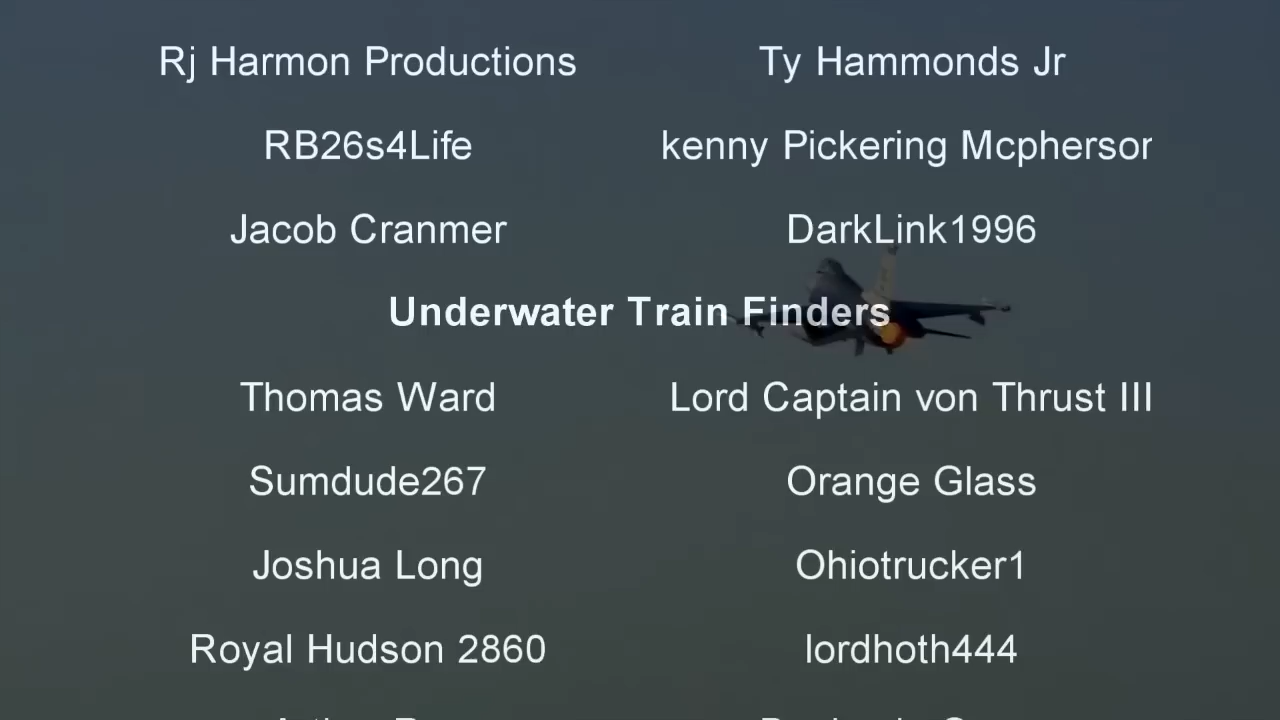 Rj Harmon Productions Ty Hammonds Jr
RB26s4Life kenny Pickering Mcpherson
Jacob Cranmer DarkLink1996
Underwater Train Finders
Thomas Ward Lord Captain von Thrust III
Sumdude267 Orange Glass
Joshua Long Ohiotrucker1
Royal Hudson 2860 lordhoth444